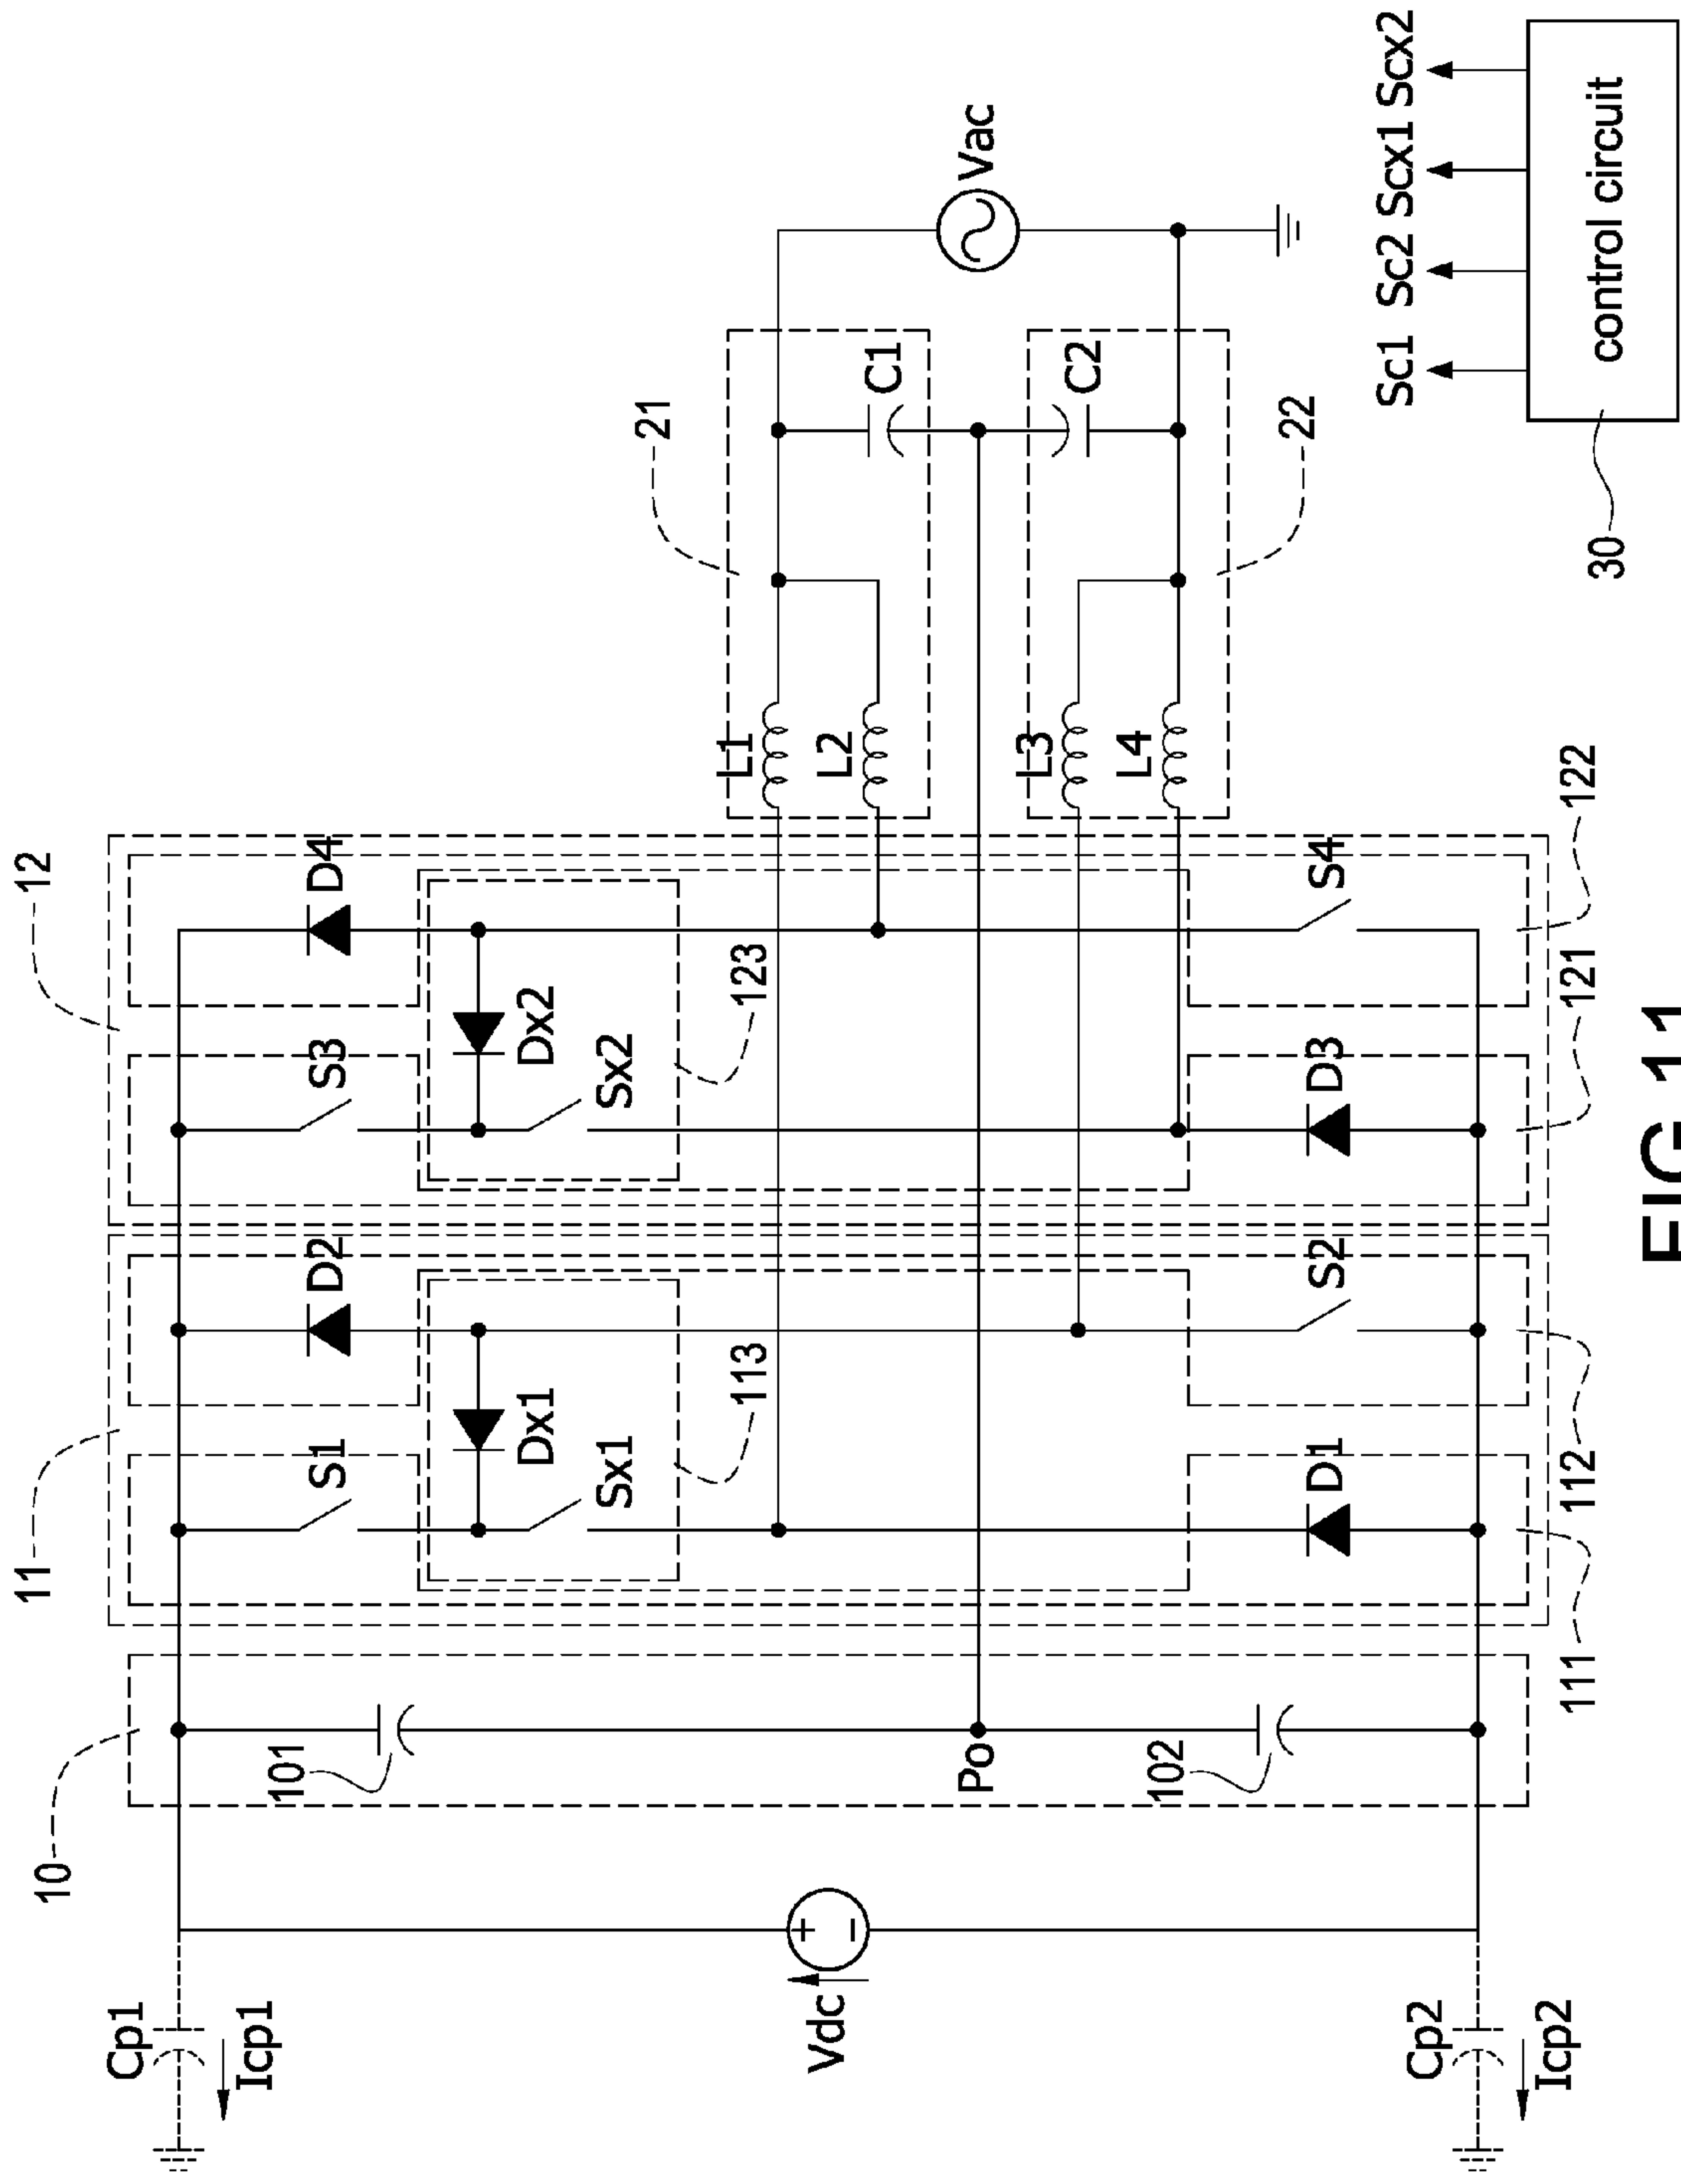 11
12
10
Cp1
Icp1
101
S1
D2
S3
D4
Dx1
Dx2
Sx1
Sx2
21
113
123
L1
Vdc
L2
C1
Po
Vac
L3
C2
L4
102
22
D1
S2
D3
S4
Sc1 Sc2 Scx1 Scx2
Cp2
Icp2
111
112
121
122
30
control circuit
FIG 11